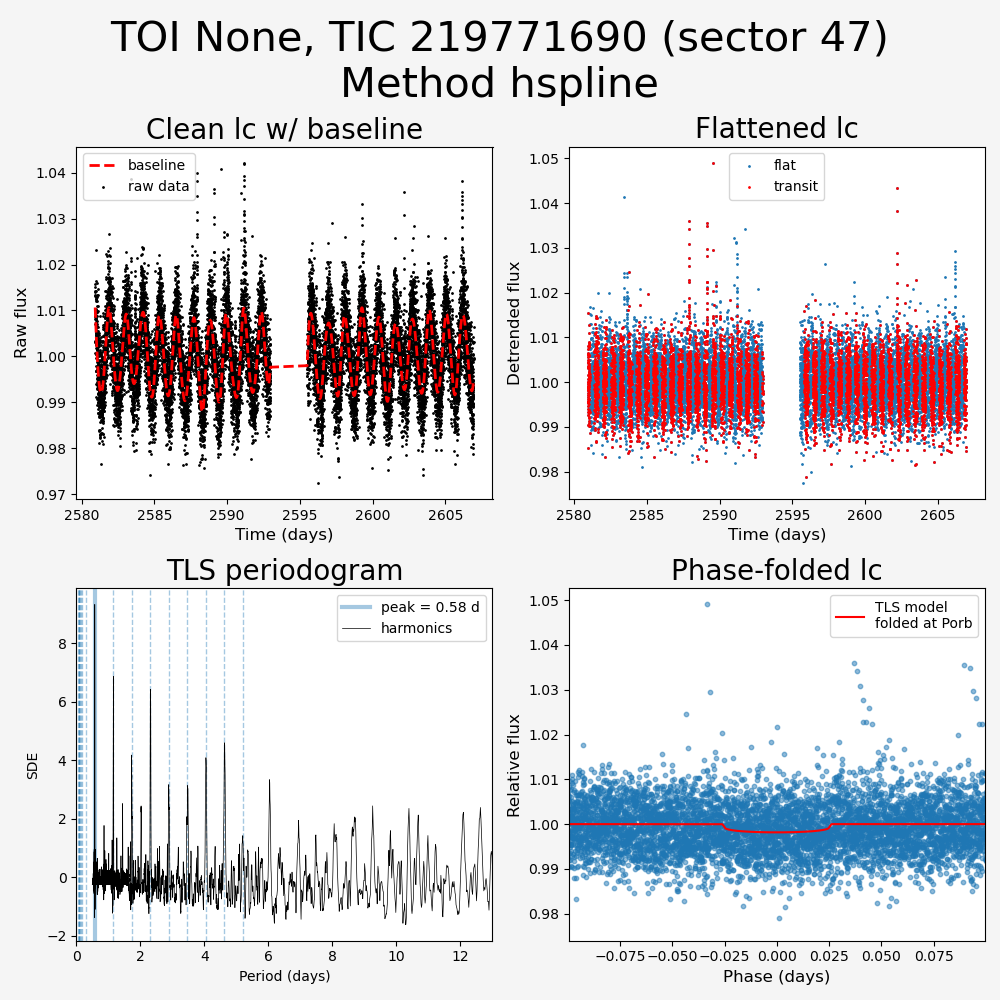 TOI None, TIC 219771690 (sector 47)
Method hspline
Clean lc w/ baseline
baseline
raw data
Raw flux
1.04
1.03
1.02
1.01
1.00
0.99
0.98
0.97
2580 2585 2590 2595 2600 2605
Time (days)
Flattened lc
flat
transit
Detrended flux
1.05
1.04
1.03
1.02
1.01
1.00
0.99
0.98
2580 2585 2590 2595 2600 2605
Time (days)
TLS periodogram
peak = 0.58 d
harmonics
SDE
8
6
4
2
0
−2
0 2 4 6 8 10 12
Period (days)
Phase-folded lc
TLS model
folded at Porb
Relative flux
1.05
1.04
1.03
1.02
1.01
1.00
0.99
0.98
−0.075 −0.050 −0.025 0.000 0.025 0.050 0.075
Phase (days)